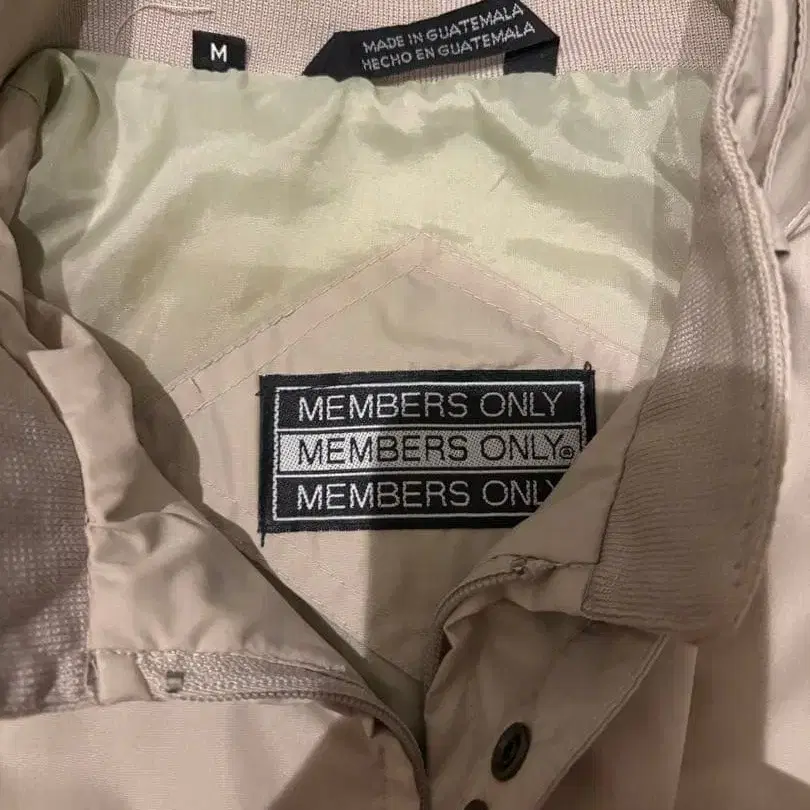 M
MADE IN GUATEMALA
HECHO EN GUATEMALA
MEMBERS ONLY
MEMBERS ONLY®
MEMBERS ONLY